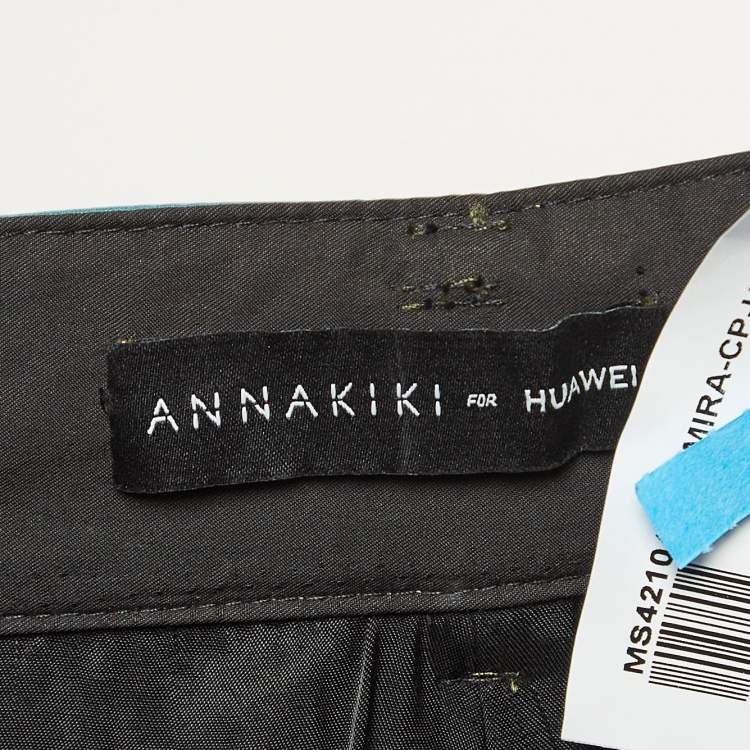 ANNAKIKI FOR HUAWEI
MIRA-CP-
MS4210